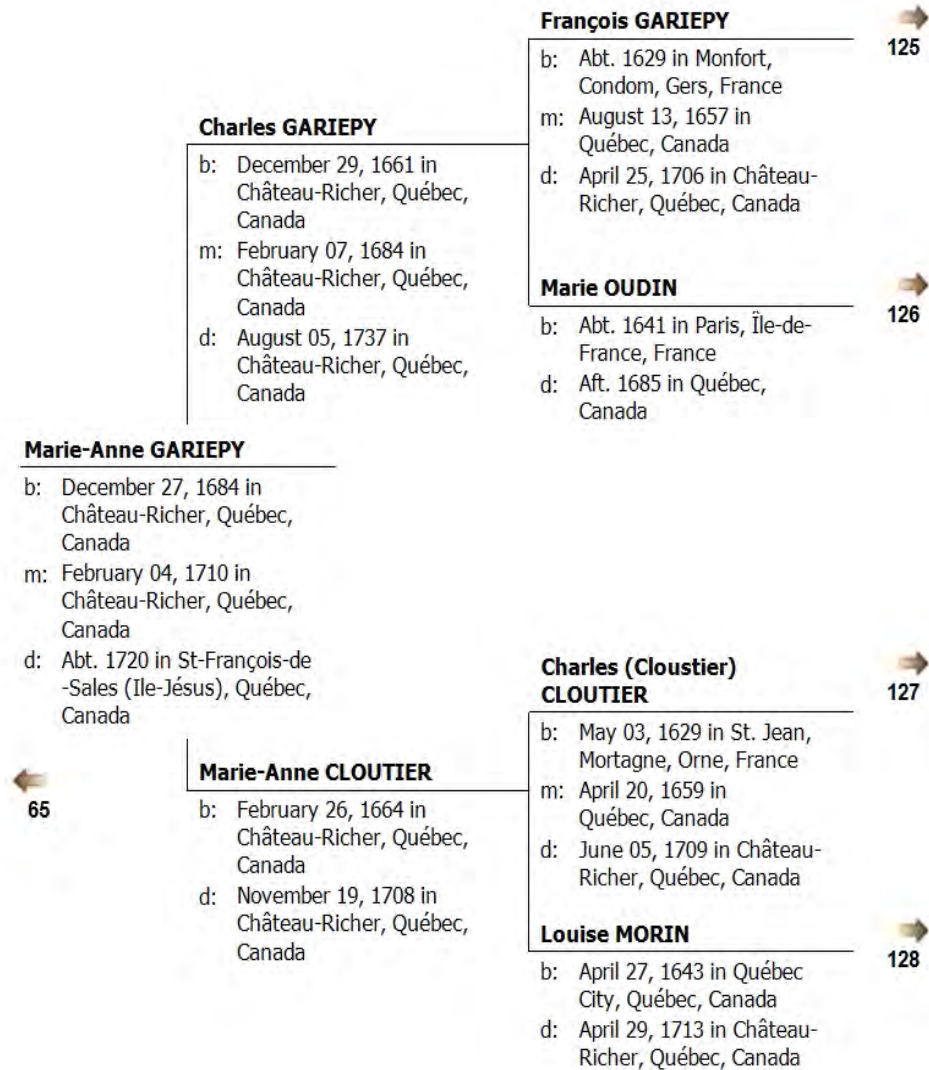 François GARIEPY
125
b: Abt. 1629 in Monfort,
Condom, Gers, France
m: August 13, 1657 in
Québec, Canada
d: April 25, 1706 in Château-
Richer, Québec, Canada
Charles GARIEPY
b: December 29, 1661 in
Château-Richer, Québec,
Canada
m: February 07, 1684 in
Château-Richer, Québec,
Canada
d: August 05, 1737 in
Château-Richer, Québec,
Canada
Marie OUDIN
126
b: Abt. 1641 in Paris, Île-de-
France, France
d: Aft. 1685 in Québec,
Canada
Marie-Anne GARIEPY
b: December 27, 1684 in
Château-Richer, Québec,
Canada
m: February 04, 1710 in
Château-Richer, Québec,
Canada
d: Abt. 1720 in St-François-de
-Sales (Ile-Jésus), Québec,
Canada
65
Charles (Cloustier)
CLOUTIER
127
b: May 03, 1629 in St. Jean,
Mortagne, Orne, France
m: April 20, 1659 in
Québec, Canada
d: June 05, 1709 in Château-
Richer, Québec, Canada
Marie-Anne CLOUTIER
b: February 26, 1664 in
Château-Richer, Québec,
Canada
d: November 19, 1708 in
Château-Richer, Québec,
Canada
Louise MORIN
128
b: April 27, 1643 in Québec
City, Québec, Canada
d: April 29, 1713 in Château-
Richer, Québec, Canada